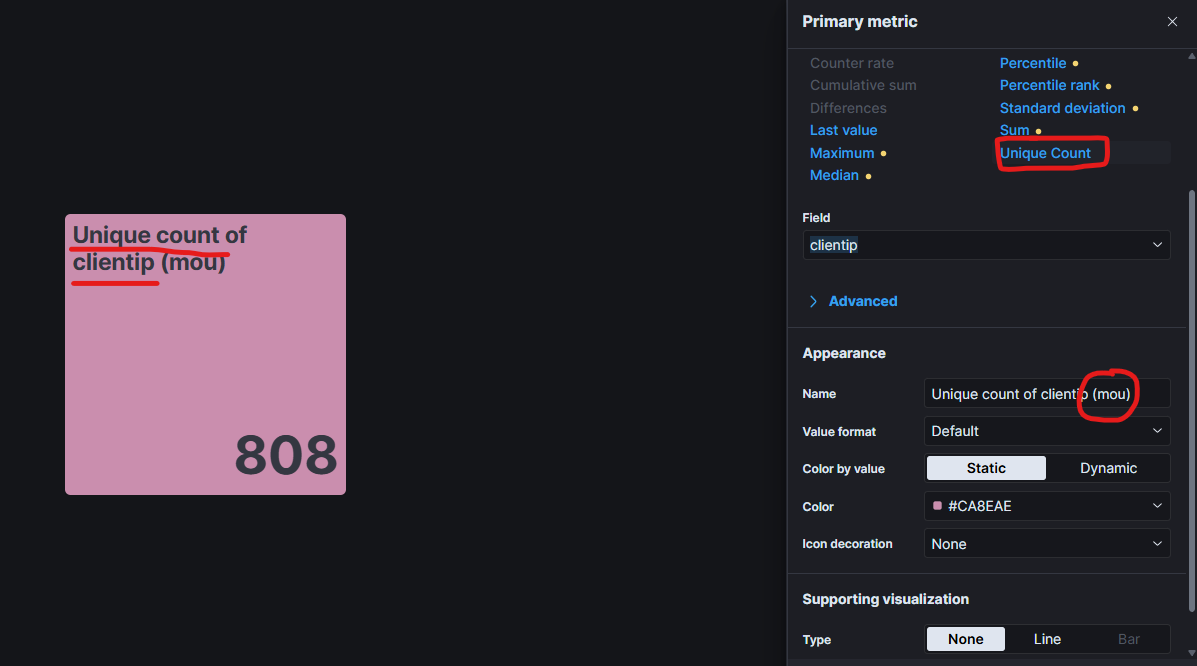 Primary metric
Counter rate
Percentile
Cumulative sum
Percentile rank
Differences
Standard deviation
Last value
Sum
Maximum
Unique Count
Median
Field
clientip
Advanced
Appearance
Name
Unique count of clientip (mou)
Value format
Default
Color by value
Static
Dynamic
Color
#CA8EAE
Icon decoration
None
Supporting visualization
Type
None
Line
Bar
Unique count of
clientip (mou)
808